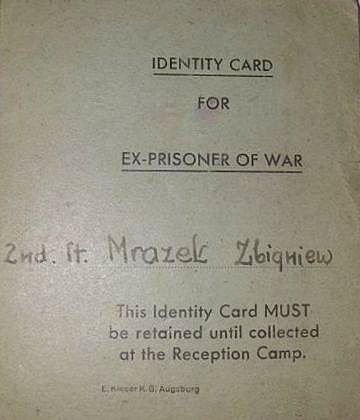 IDENTITY CARD
FOR
EX-PRISONER OF WAR
2nd. lt. Mrazek Zbigniew
This Identity Card MUST
be retained until collected
at the Reception Camp.
E. Kieser K.G. Augsburg